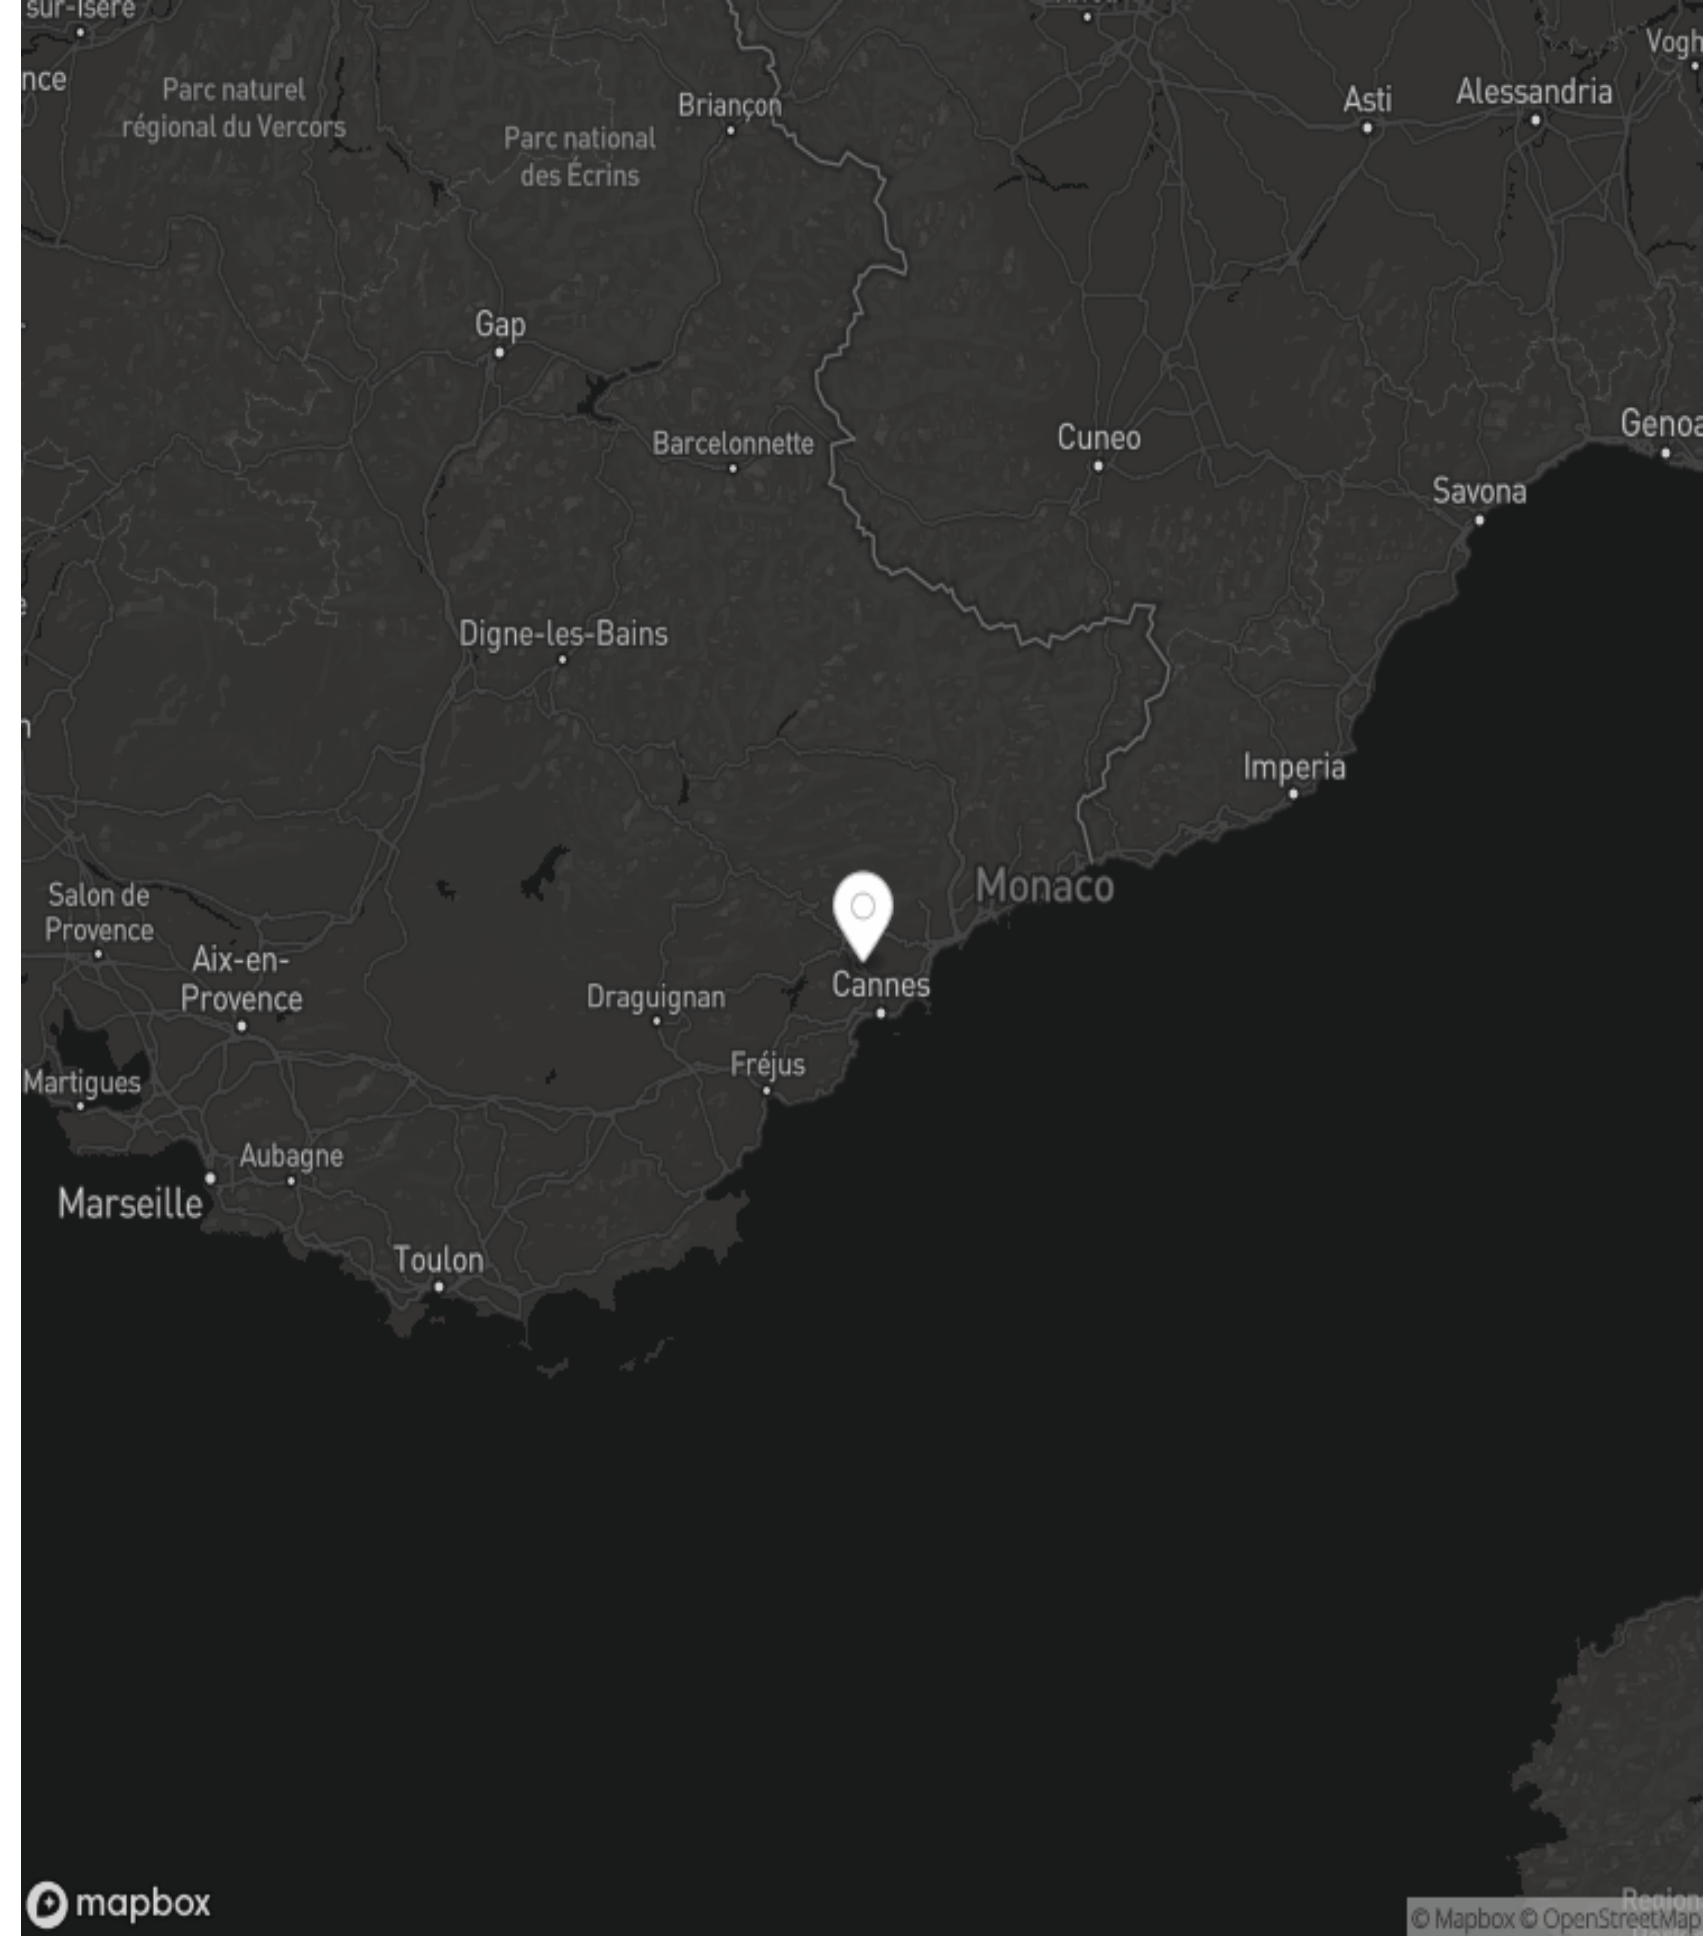 sur-Isère
Vogh
nce
Parc naturel
régional du Vercors
Briançon
Asti
Alessandria
Parc national
des Écrins
Gap
Barcelonnette
Cuneo
Genoa
Savona
Digne-les-Bains
Imperia
Monaco
Salon de
Provence
Aix-en-
Provence
Draguignan
Cannes
Fréjus
Martigues
Aubagne
Marseille
Toulon
mapbox
Region
© Mapbox © OpenStreetMap